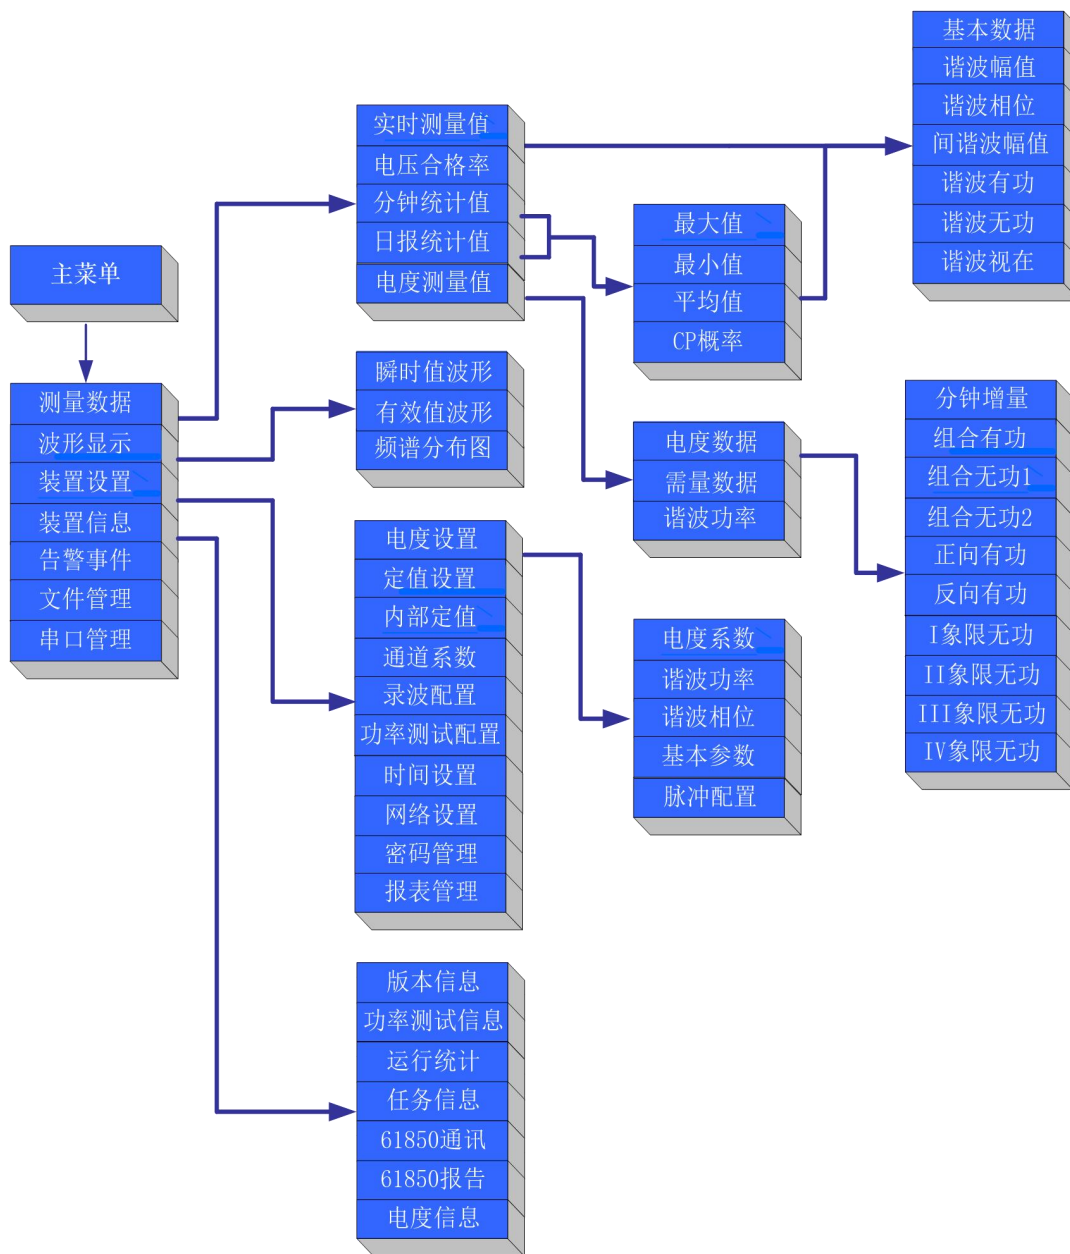 主菜单
测量数据
波形显示
装置设置
装置信息
告警事件
文件管理
串口管理
实时测量值
电压合格率
分钟统计值
日报统计值
电度测量值
瞬时值波形
有效值波形
频谱分布图
电度设置
定值设置
内部定值
通道系数
录波配置
功率测试配置
时间设置
网络设置
密码管理
报表管理
版本信息
功率测试信息
运行统计
任务信息
61850通讯
61850报告
电度信息
最大值
最小值
平均值
CP概率
电度数据
需量数据
谐波功率
电度系数
谐波功率
谐波相位
基本参数
脉冲配置
基本数据
谐波幅值
谐波相位
间谐波幅值
谐波有功
谐波无功
谐波视在
分钟增量
组合有功
组合无功1
组合无功2
正向有功
反向有功
I象限无功
II象限无功
III象限无功
IV象限无功